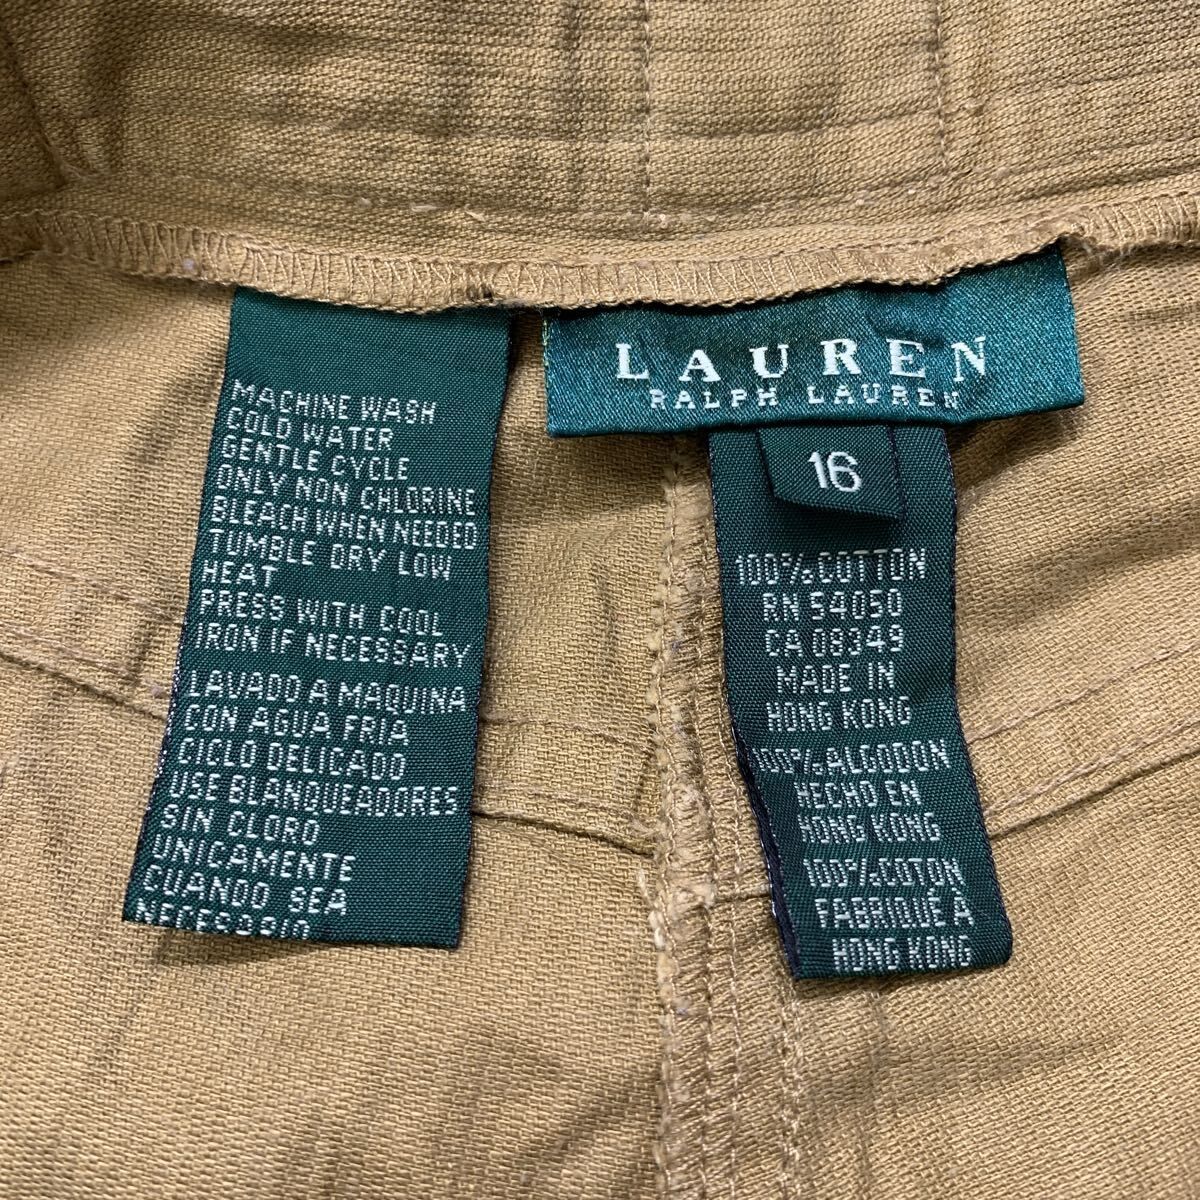 MACHINE WASH
COLD WATER
GENTLE CYCLE
ONLY NON CHLORINE
BLEACH WHEN NEEDED
TUMBLE DRY LOW
HEAT
PRESS WITH COOL
IRON IF NECESSARY
LAVADO A MAQUINA
CON AGUA FRIA
CICLO DELICADO
USE BLANQUEADORES
SIN CLORO
UNICAMENTE
CUANDO SEA
NECESARIO
LAUREN
RALPH LAUREN
16
100% COTTON
RN 54050
CA 08349
MADE IN
HONG KONG
100% ALGODON
HECHO EN
HONG KONG
100% COTON
FABRIQUÉ À
HONG KONG